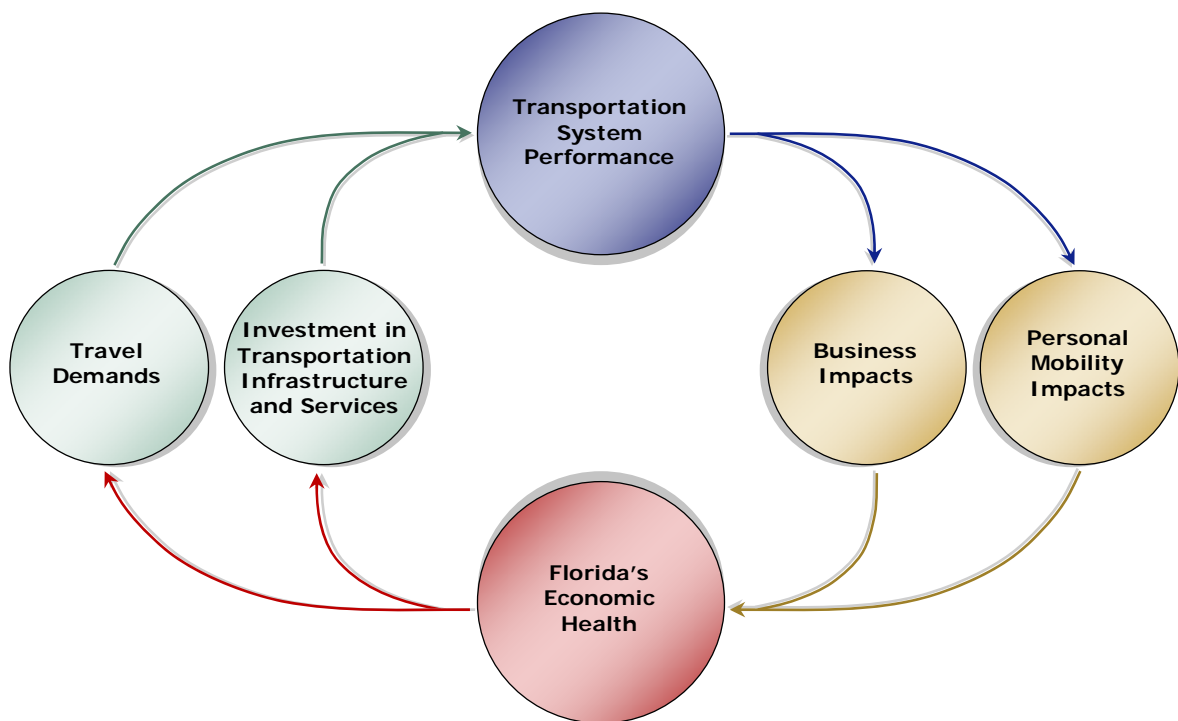 Transportation
System
Performance
Travel
Demands
Investment in
Transportation
Infrastructure
and Services
Business
Impacts
Personal
Mobility
Impacts
Florida's
Economic
Health